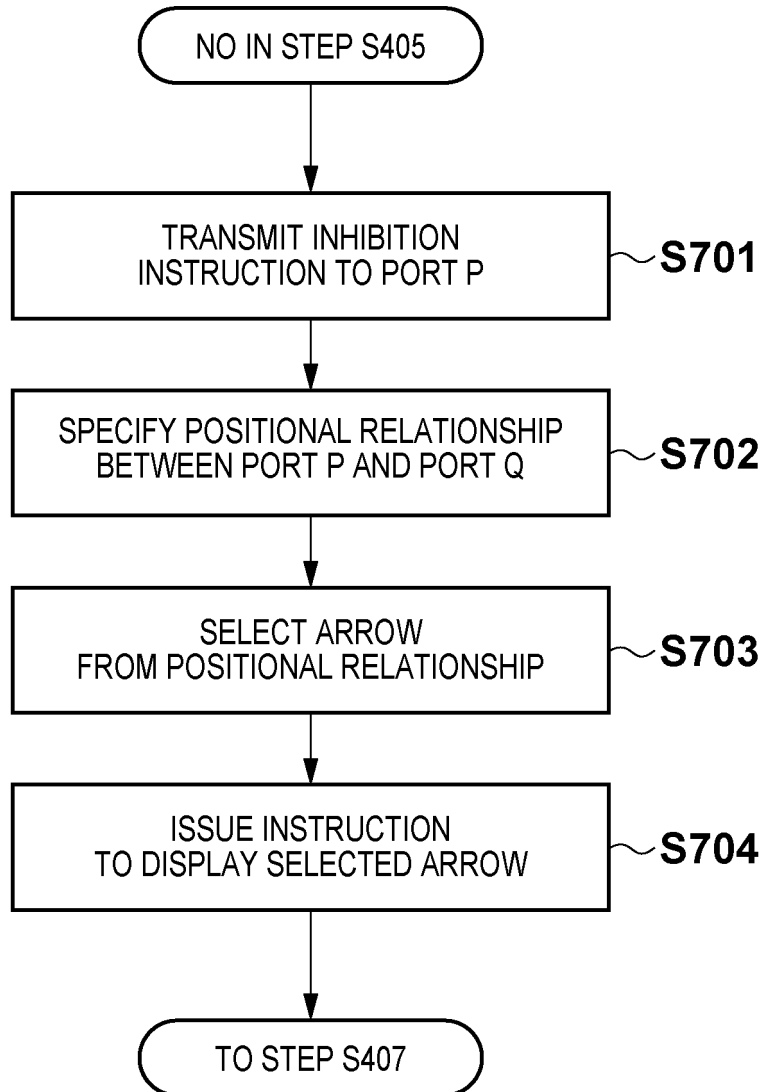 NO IN STEP S405
TRANSMIT INHIBITION
INSTRUCTION TO PORT P
S701
SPECIFY POSITIONAL RELATIONSHIP
BETWEEN PORT P AND PORT Q
S702
SELECT ARROW
FROM POSITIONAL RELATIONSHIP
S703
ISSUE INSTRUCTION
TO DISPLAY SELECTED ARROW
S704
TO STEP S407